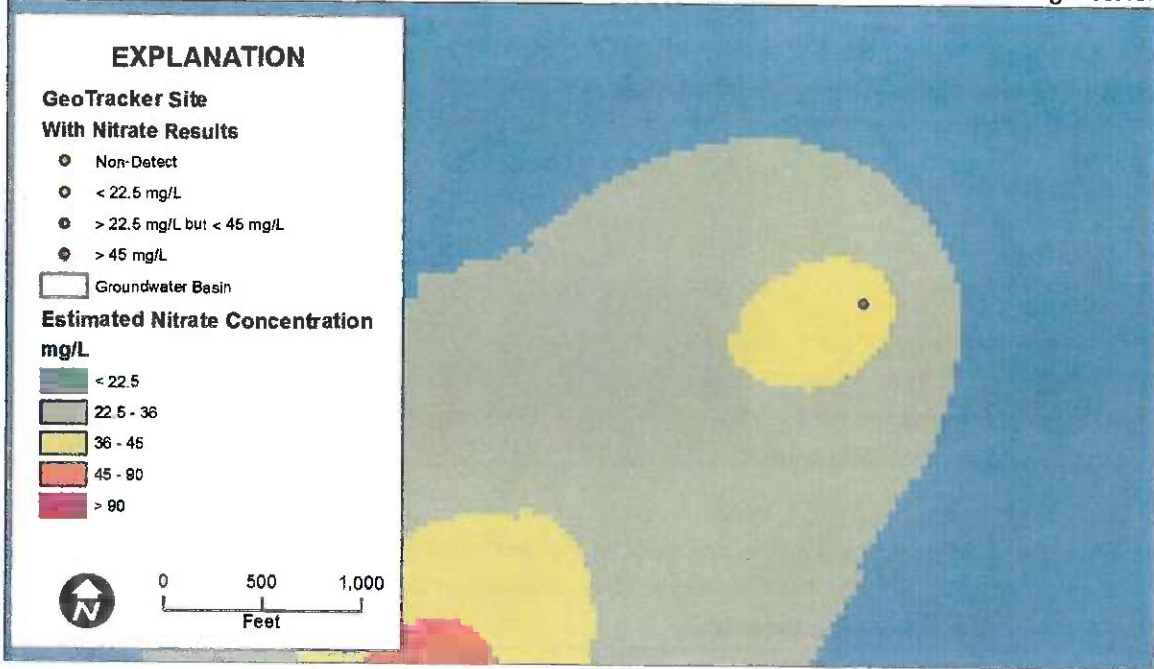 EXPLANATION
GeoTracker Site
With Nitrate Results
Non-Detect
< 22.5 mg/L
> 22.5 mg/L but < 45 mg/L
> 45 mg/L
Groundwater Basin
Estimated Nitrate Concentration
mg/L
< 22.5
22.5 - 36
36 - 45
45 - 90
> 90
N
0 500 1,000
Feet